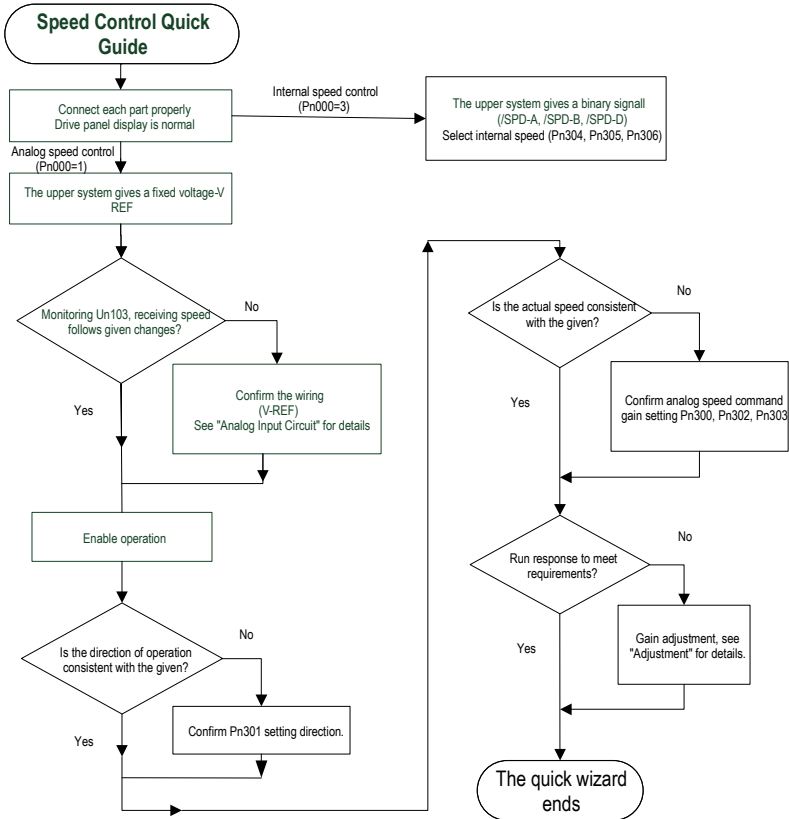 Speed Control Quick
Guide
Connect each part properly
Drive panel display is normal
Internal speed control
(Pn000=3)
The upper system gives a binary signall
(/SPD-A, /SPD-B, /SPD-D)
Select internal speed (Pn304, Pn305, Pn306)
Analog speed control
(Pn000=1)
The upper system gives a fixed voltage-V
REF
Monitoring Un103, receiving speed
follows given changes?
No
Yes
Confirm the wiring
(V-REF)
See "Analog Input Circuit" for details
Enable operation
Is the direction of operation
consistent with the given?
No
Yes
Confirm Pn301 setting direction.
Is the actual speed consistent
with the given?
No
Yes
Confirm analog speed command
gain setting Pn300, Pn302, Pn303
Run response to meet
requirements?
No
Yes
Gain adjustment, see
"Adjustment" for details.
The quick wizard
ends